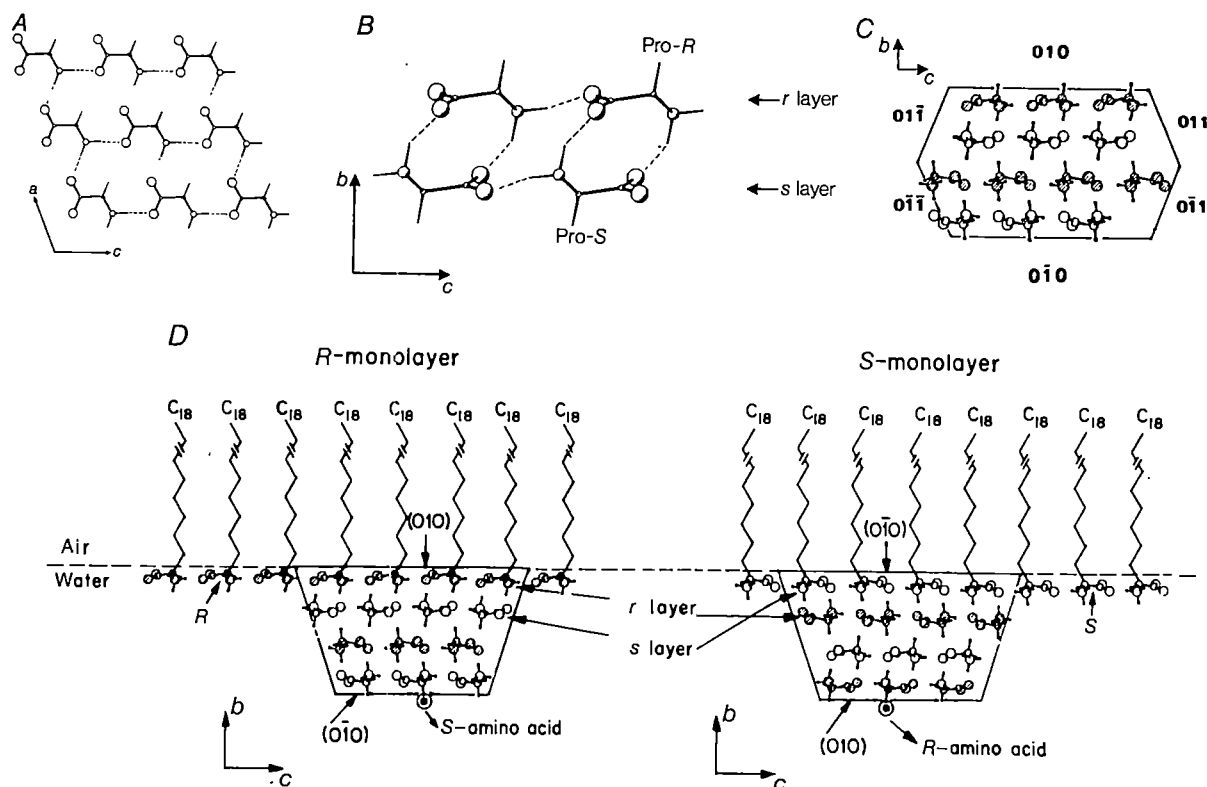 A
a
c
B
Pro-R
r layer
s layer
Pro-S
b
c
C
b
c
010
01̄1̄
011
01̄1̄
01̄1
01̄0
D
R-monolayer
S-monolayer
C18 C18 C18 C18 C18 C18 C18 C18
C18 C18 C18 C18 C18 C18 C18 C18
(010)
(01̄0)
Air
Water
R
r layer
s layer
S
(01̄0)
S-amino acid
(010)
R-amino acid
b
c
b
c